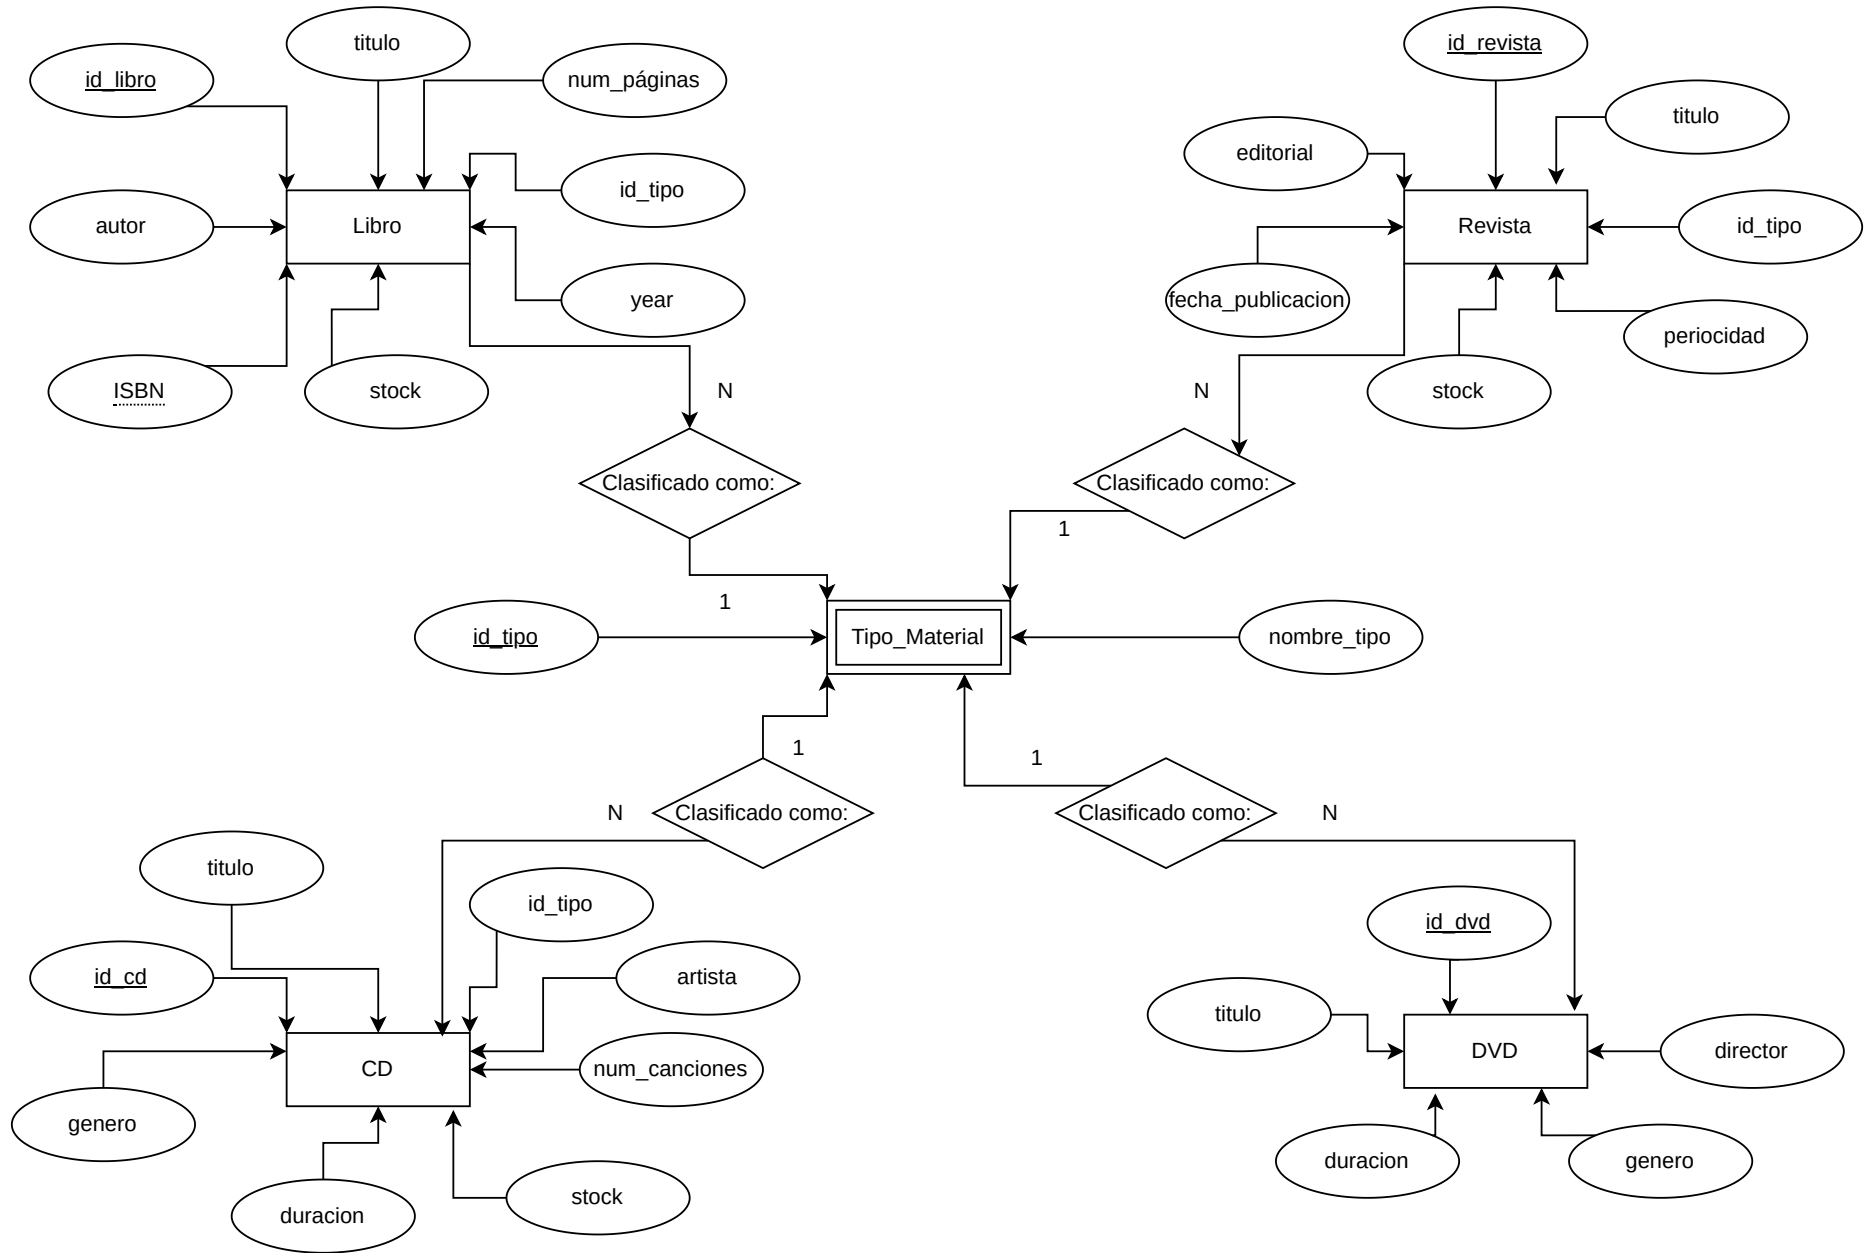 titulo
id_libro
num_páginas
id_tipo
autor
Libro
year
ISBN
stock
N
Clasificado como:
1
id_revista
titulo
editorial
Revista
id_tipo
fecha_publicacion
periocidad
stock
N
Clasificado como:
1
id_tipo
Tipo_Material
nombre_tipo
1
N
Clasificado como:
titulo
id_tipo
id_cd
artista
CD
num_canciones
genero
duracion
stock
1
Clasificado como:
N
id_dvd
titulo
DVD
director
duracion
genero